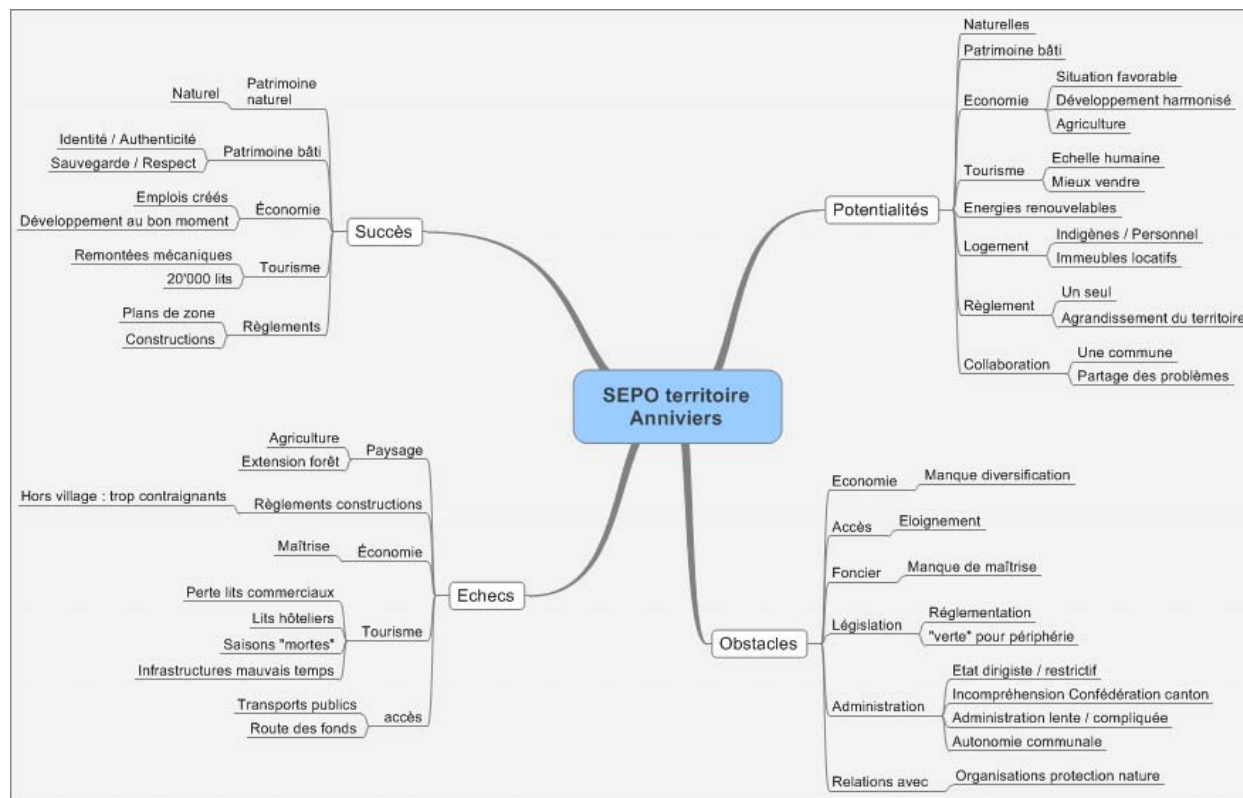 SEPO territoire
Anniviers
Succès
Patrimoine
naturel
Naturel
Patrimoine bâti
Identité / Authenticité
Sauvegarde / Respect
Économie
Emplois créés
Développement au bon moment
Tourisme
Remontées mécaniques
20'000 lits
Règlements
Plans de zone
Constructions
Echecs
Paysage
Agriculture
Extension forêt
Règlements constructions
Hors village : trop contraignants
Économie
Maîtrise
Tourisme
Perte lits commerciaux
Lits hôteliers
Saisons "mortes"
Infrastructures mauvais temps
accès
Transports publics
Route des fonds
Potentialités
Naturelles
Patrimoine bâti
Economie
Situation favorable
Développement harmonisé
Agriculture
Tourisme
Echelle humaine
Mieux vendre
Energies renouvelables
Logement
Indigènes / Personnel
Immeubles locatifs
Règlement
Un seul
Agrandissement du territoire
Collaboration
Une commune
Partage des problèmes
Obstacles
Economie
Manque diversification
Accès
Eloignement
Foncier
Manque de maîtrise
Législation
Réglementation
"verte" pour périphérie
Administration
Etat dirigiste / restrictif
Incompréhension Confédération canton
Administration lente / compliquée
Autonomie communale
Relations avec
Organisations protection nature